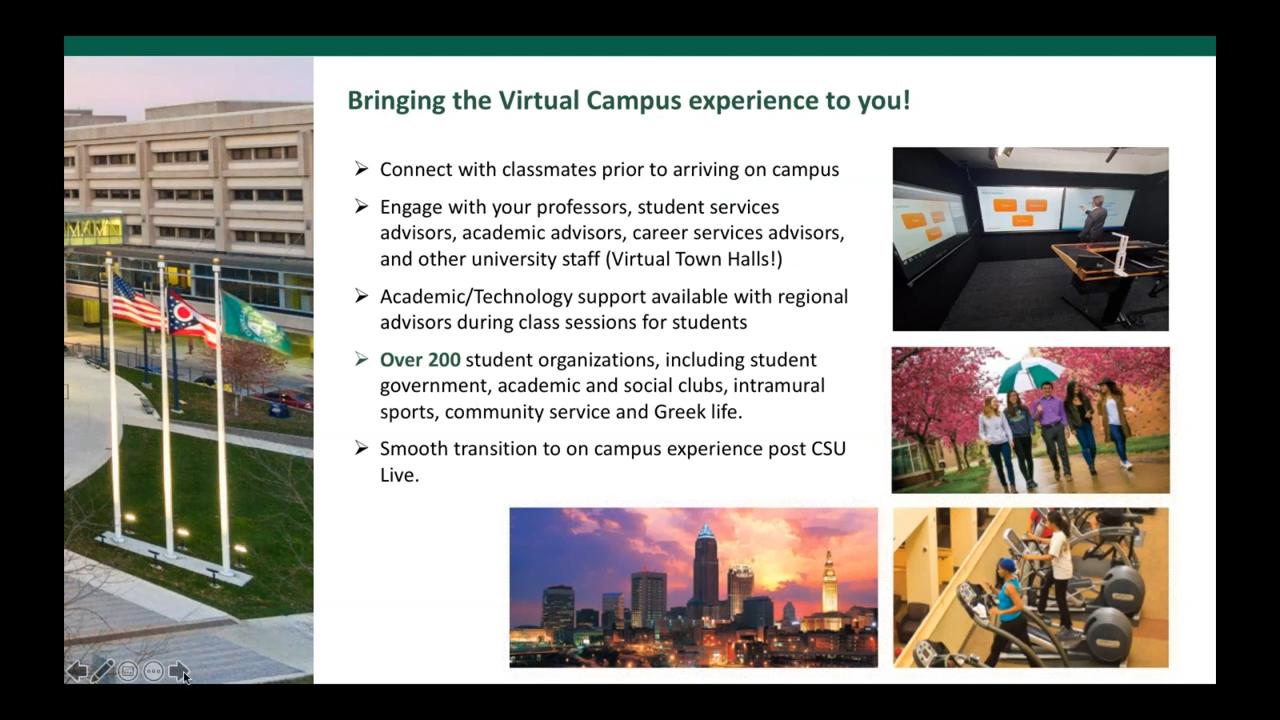 Bringing the Virtual Campus experience to you!
➢ Connect with classmates prior to arriving on campus
➢ Engage with your professors, student services
advisors, academic advisors, career services advisors,
and other university staff (Virtual Town Halls!)
➢ Academic/Technology support available with regional
advisors during class sessions for students
➢ Over 200 student organizations, including student
government, academic and social clubs, intramural
sports, community service and Greek life.
➢ Smooth transition to on campus experience post CSU
Live.